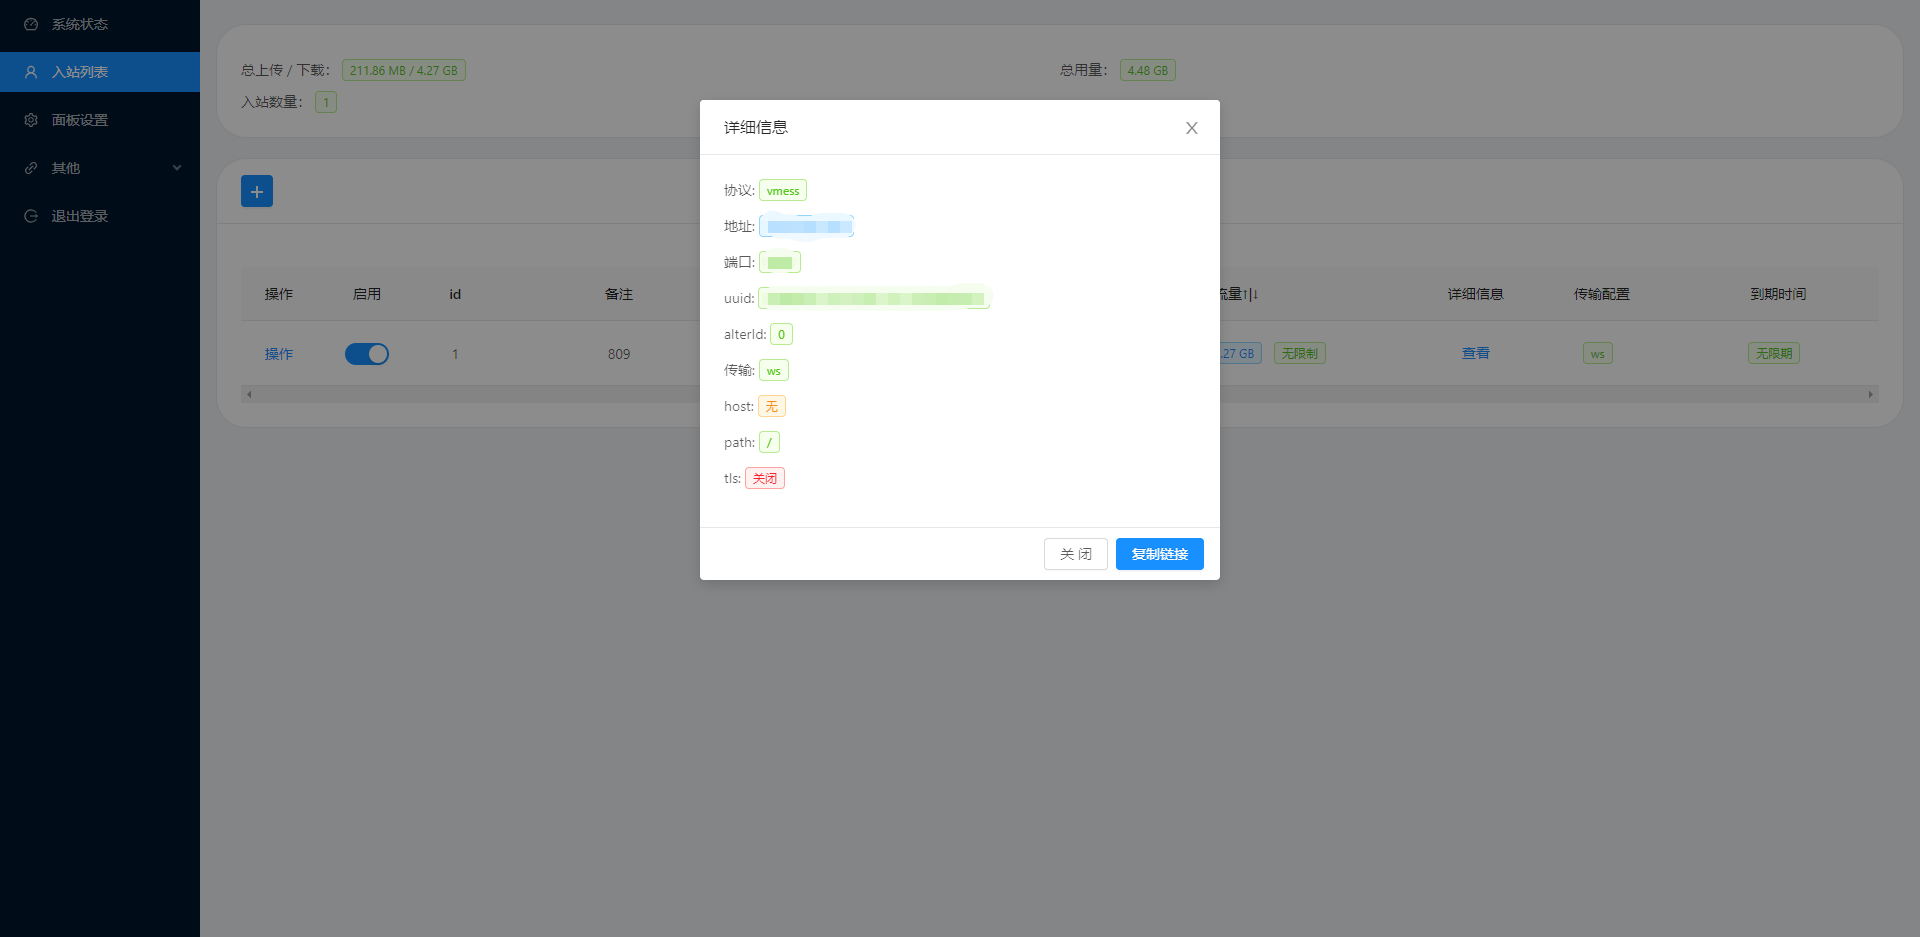 系统状态
入站列表
面板设置
其他
退出登录
总上传 / 下载： 211.86 MB / 4.27 GB
总用量： 4.48 GB
入站数量： 1
操作 启用 id 备注 流量↑|↓ 详细信息 传输配置 到期时间
操作 1 809 .27 GB 无限制 查看 ws 无限期
详细信息
协议: vmess
地址:
端口:
uuid:
alterId: 0
传输: ws
host: 无
path: /
tls: 关闭
关 闭 复制链接